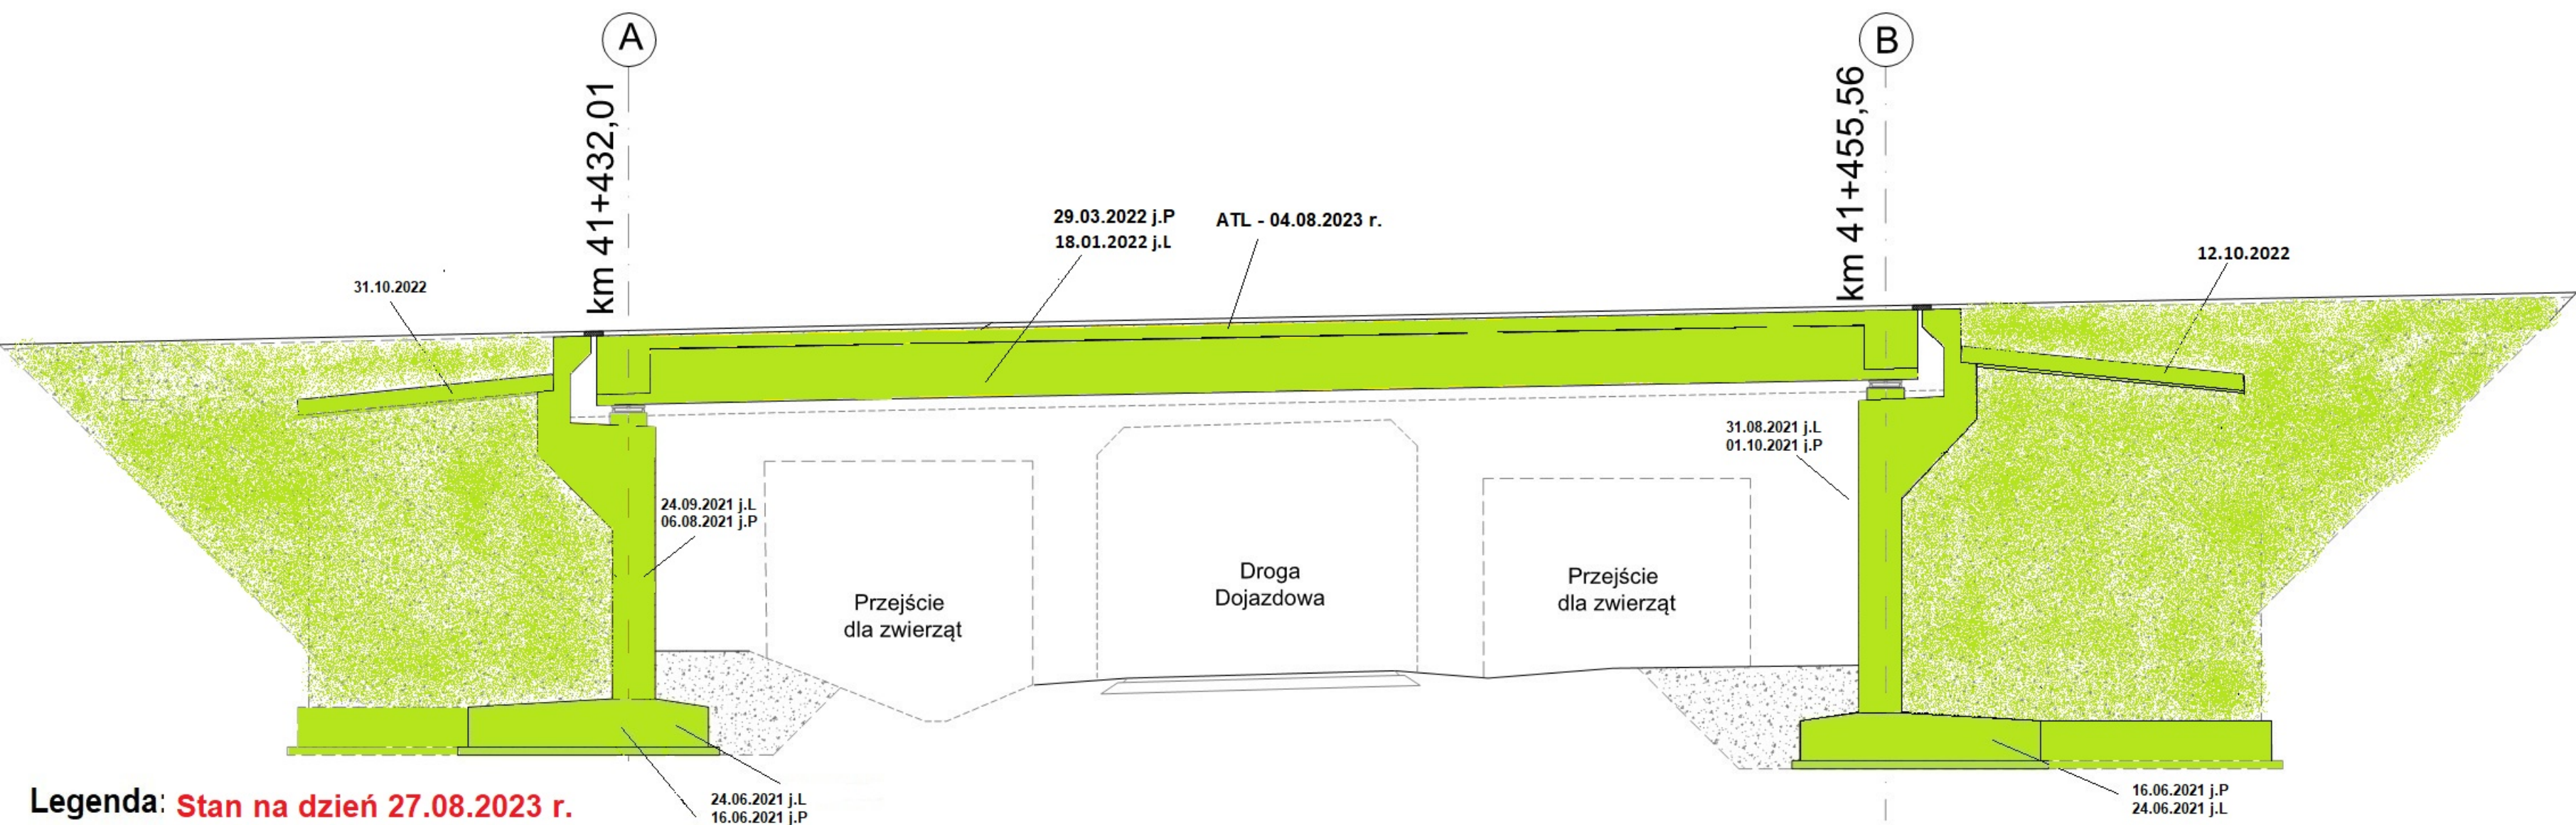 A
B
km 41+432,01
km 41+455,56
29.03.2022 j.P
18.01.2022 j.L
ATL - 04.08.2023 r.
31.10.2022
12.10.2022
31.08.2021 j.L
01.10.2021 j.P
24.09.2021 j.L
06.08.2021 j.P
Przejście
dla zwierząt
Droga
Dojazdowa
Przejście
dla zwierząt
24.06.2021 j.L
16.06.2021 j.P
16.06.2021 j.P
24.06.2021 j.L
Legenda: Stan na dzień 27.08.2023 r.